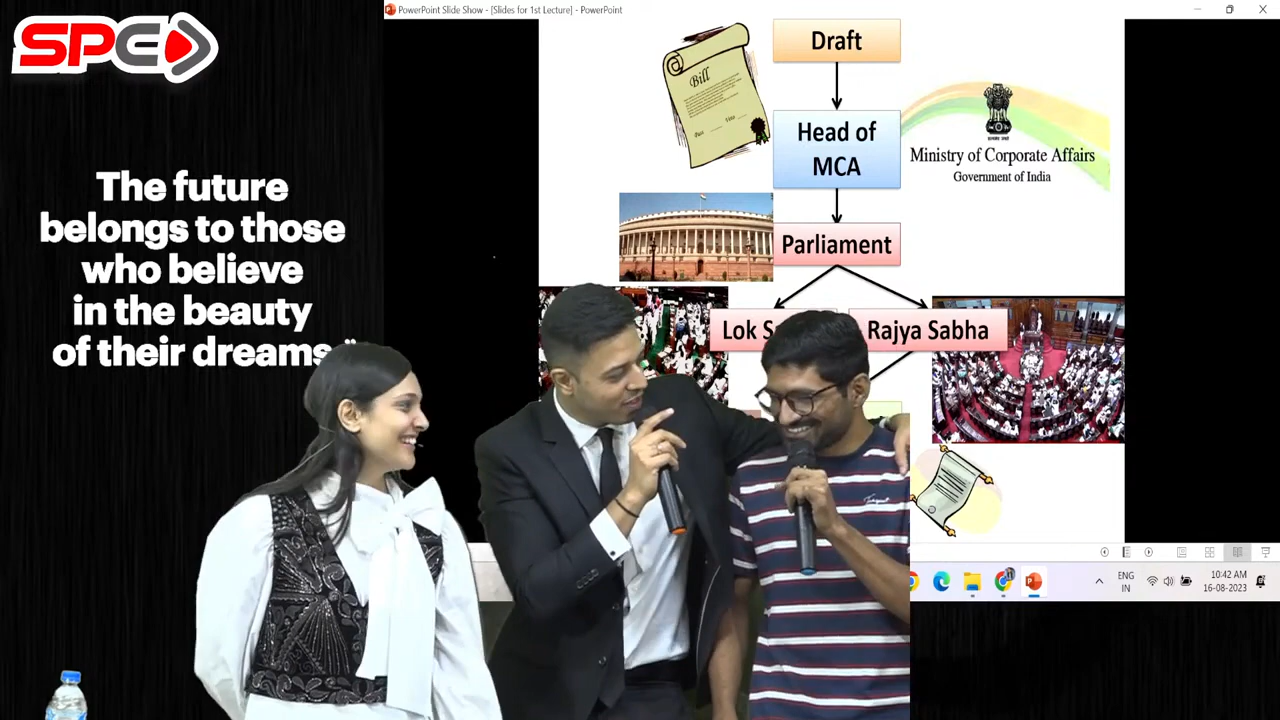 SPC
PowerPoint Slide Show - [Slides for 1st Lecture] - PowerPoint
The future
belongs to those
who believe
in the beauty
of their dreams."
Bill
Draft
Head of
MCA
Ministry of Corporate Affairs
Government of India
Parliament
Lok
Rajya Sabha
ENG
IN
10:42 AM
16-08-2023